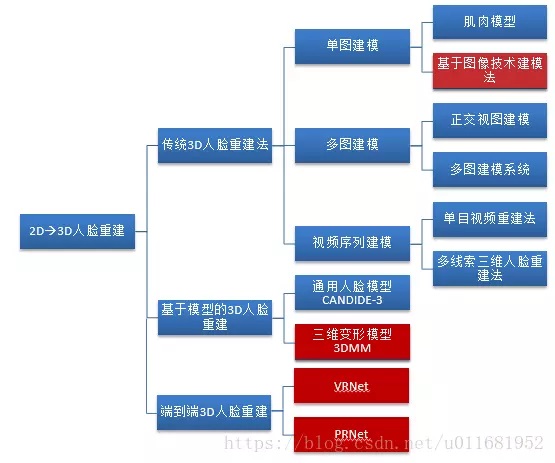 2D→3D人脸重建
传统3D人脸重建法
单图建模
肌肉模型
基于图像技术建模
法
多图建模
正交视图建模
多图建模系统
视频序列建模
单目视频重建法
多线索三维人脸重
建法
基于模型的3D人脸
重建
通用人脸模型
CANDIDE-3
三维变形模型
3DMM
端到端3D人脸重建
VRNet
PRNet
https://blog.csdn.net/u011681952